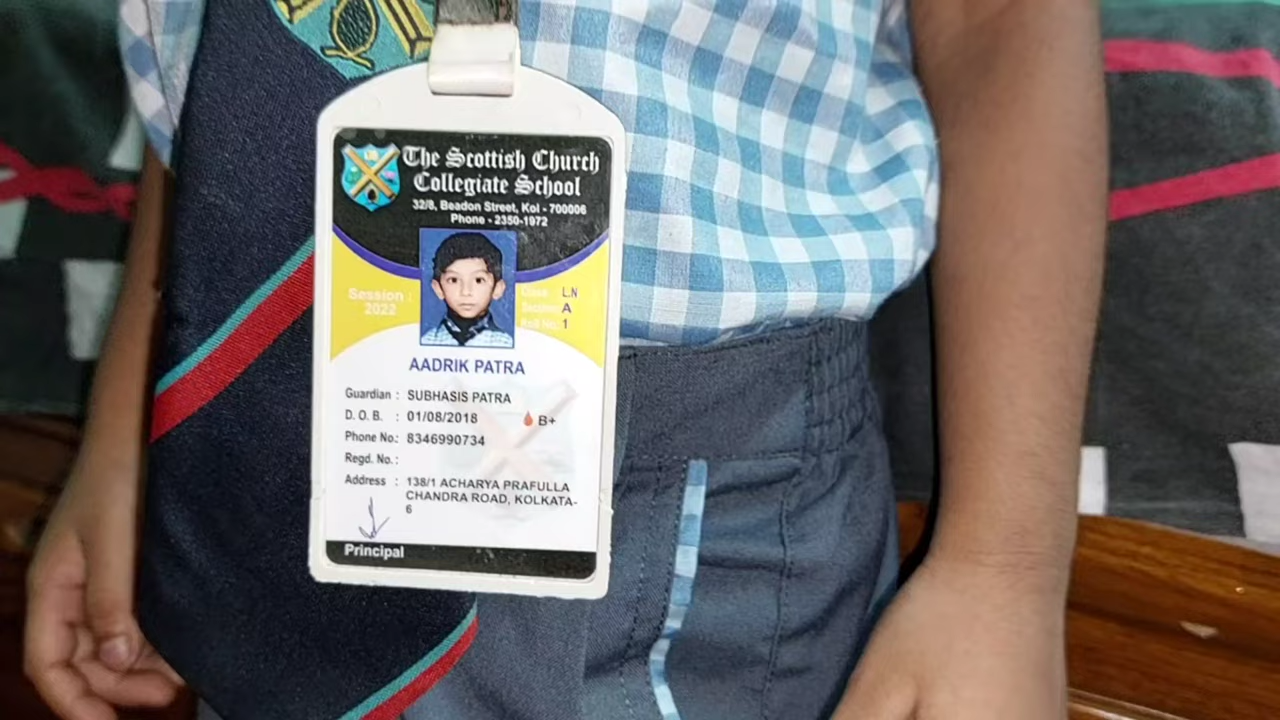 The Scottish Church
Collegiate School
32/8, Beadon Street, Kol - 700006
Phone - 2350-1972
Session :
2022
Class : L.N
Section : A
Roll No. 1
AADRIK PATRA
Guardian : SUBHASIS PATRA
D. O. B. : 01/08/2018
B+
Phone No.: 8346990734
Regd. No. :
Address : 138/1 ACHARYA PRAFULLA
CHANDRA ROAD, KOLKATA-
6
Principal